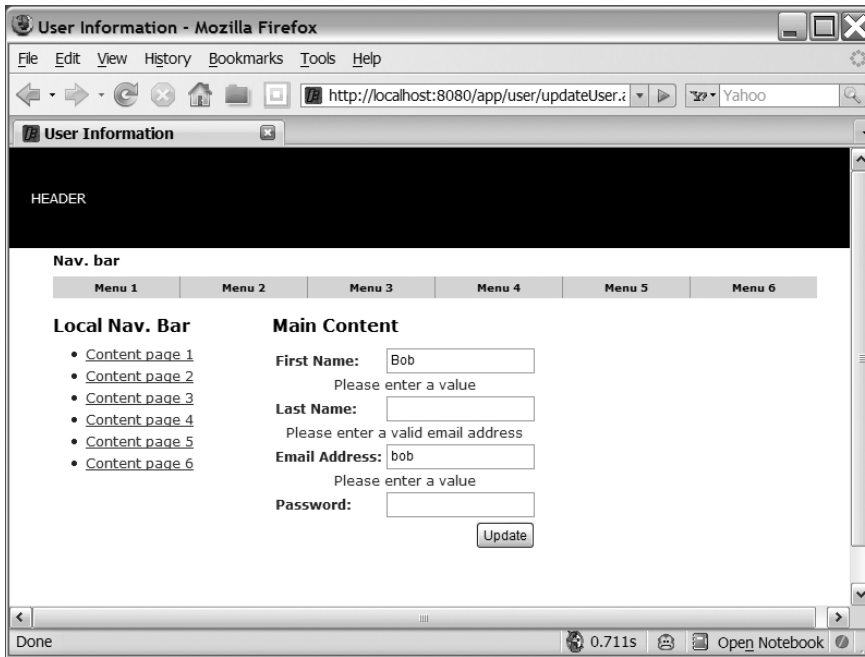 User Information - Mozilla Firefox
File Edit View History Bookmarks Tools Help
http://localhost:8080/app/user/updateUser.a Yahoo
User Information
HEADER
Nav. bar
Menu 1 Menu 2 Menu 3 Menu 4 Menu 5 Menu 6
Local Nav. Bar
Content page 1
Content page 2
Content page 3
Content page 4
Content page 5
Content page 6
Main Content
First Name: Bob
Please enter a value
Last Name:
Please enter a valid email address
Email Address: bob
Please enter a value
Password:
Update
Done 0.711s Open Notebook